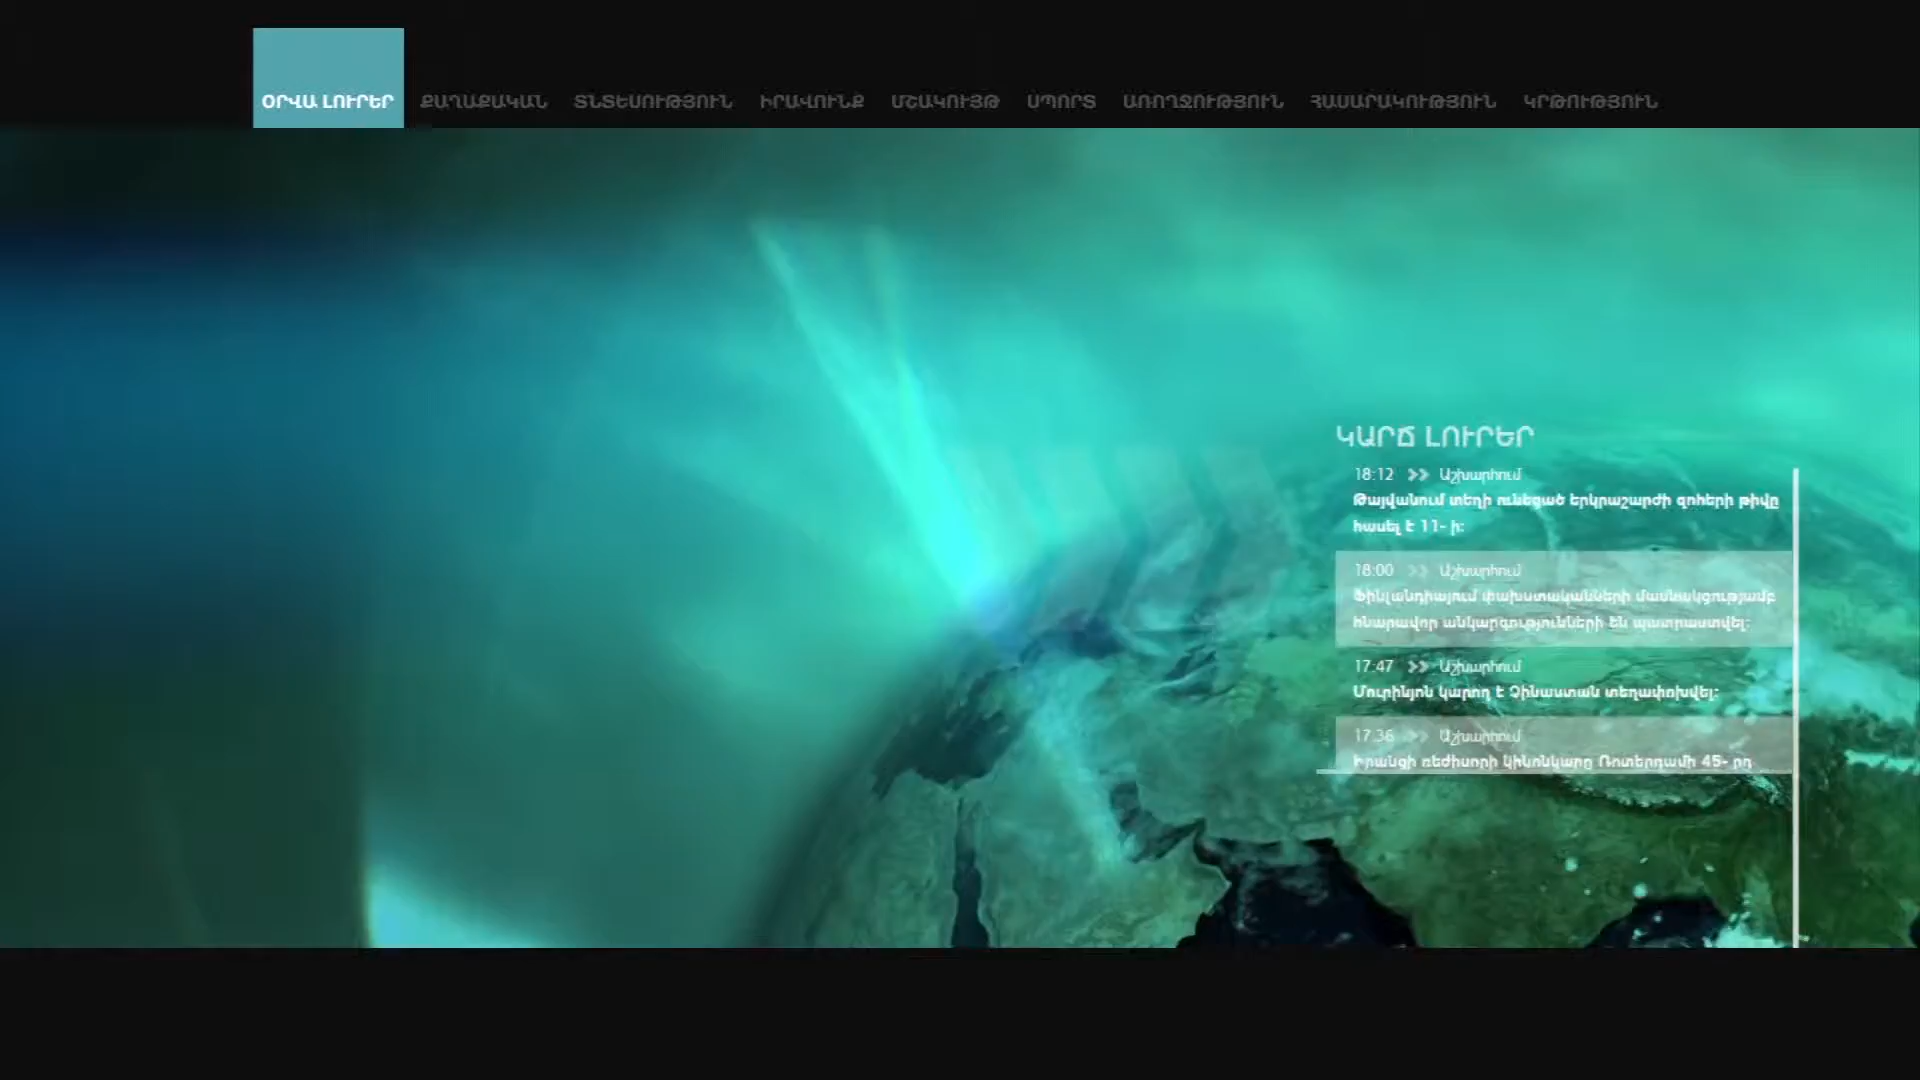 ՕՐՎԱ ԼՈՒՐԵՐ ՔԱՂԱՔԱԿԱՆ ՏՆՏԵՍՈՒԹՅՈՒՆ ԻՐԱՎՈՒՆՔ ՄՇԱԿՈՒՅԹ ՍՊՈՐՏ ԱՌՈՂՋՈՒԹՅՈՒՆ ՀԱՍԱՐԱԿՈՒԹՅՈՒՆ ԿՐԹՈՒԹՅՈՒՆ
ԿԱՐՃ ԼՈՒՐԵՐ
18:12 >> Աշխարհում
Թայվանում տեղի ունեցած երկրաշարժի զոհերի թիվը
հասել է 11- ի:
18:00 >> Աշխարհում
Ֆինլանդիայում փախստականների մասնակցությամբ
հնարավոր անկարգությունների են պատրաստվել:
17:47 >> Աշխարհում
Մուրինյոն կարող է Չինաստան տեղափոխվել:
17:36 >> Աշխարհում
Իրանցի ռեժիսորի կինոնկարը Ռոտերդամի 45- րդ